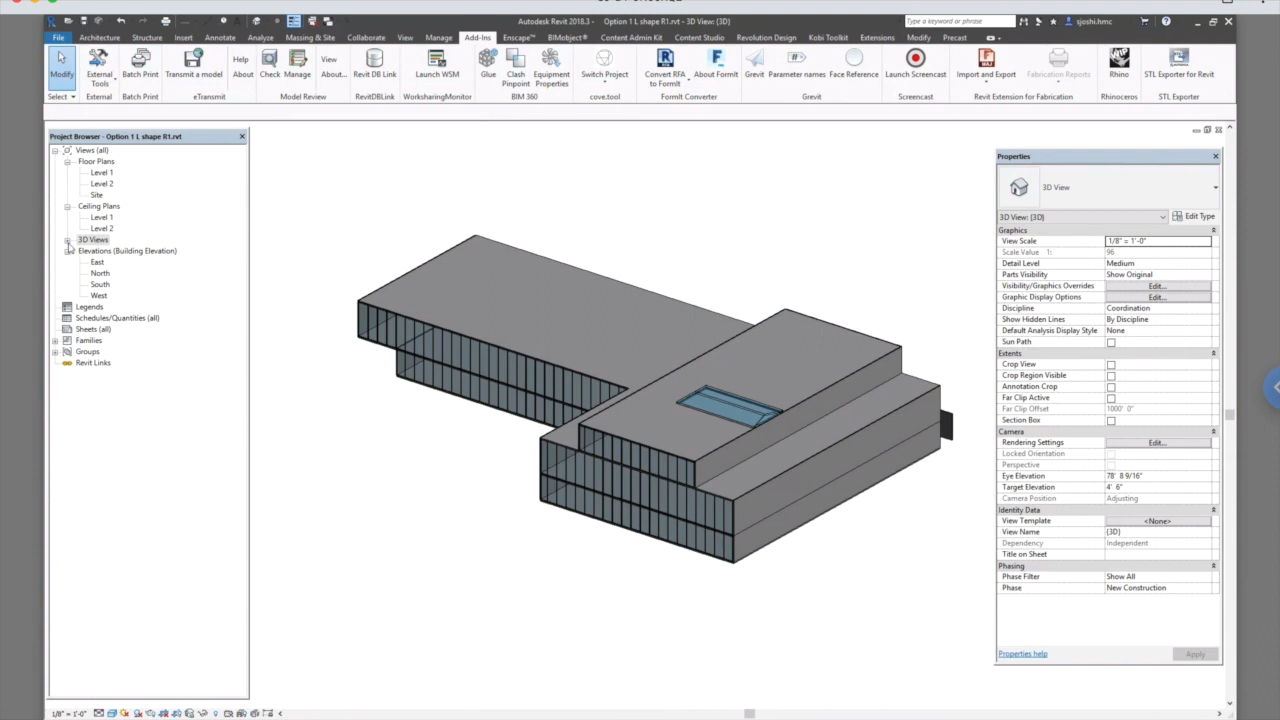 Autodesk Revit 2018.3 - Option 1 L shape R1.rvt - 3D View: {3D}
Type a keyword or phrase
sjoshi.hmc
File Architecture Structure Insert Annotate Analyze Massing & Site Collaborate View Manage Add-Ins Enscape™ BIMobject® Content Admin Kit Content Studio Revolution Design Kobi Toolkit Extensions Modify Precast
Modify
External Tools
Batch Print
Transmit a model
Help
About
Check
Manage
View
About...
Revit DB Link
Launch WSM
Glue
Clash Pinpoint
Equipment Properties
Switch Project
Convert RFA to FormIt
About FormIt
Grevit
Parameter names
Face Reference
Launch Screencast
Import and Export
Fabrication Reports
Rhino
STL Exporter for Revit
Select External Batch Print eTransmit Model Review RevitDBLink WorksharingMonitor BIM 360 cove.tool FormIt Converter Grevit Screencast Revit Extension for Fabrication Rhinoceros STL Exporter
Project Browser - Option 1 L shape R1.rvt
Views (all)
Floor Plans
Level 1
Level 2
Site
Ceiling Plans
Level 1
Level 2
3D Views
Elevations (Building Elevation)
East
North
South
West
Legends
Schedules/Quantities (all)
Sheets (all)
Families
Groups
Revit Links
Properties
3D View
3D View: {3D}
Edit Type
Graphics
View Scale 1/8" = 1'-0"
Scale Value 1: 96
Detail Level Medium
Parts Visibility Show Original
Visibility/Graphics Overrides Edit...
Graphic Display Options Edit...
Discipline Coordination
Show Hidden Lines By Discipline
Default Analysis Display Style None
Sun Path
Extents
Crop View
Crop Region Visible
Annotation Crop
Far Clip Active
Far Clip Offset 1000' 0"
Section Box
Camera
Rendering Settings Edit...
Locked Orientation
Perspective
Eye Elevation 78' 8 9/16"
Target Elevation 4' 6"
Camera Position Adjusting
Identity Data
View Template <None>
View Name {3D}
Dependency Independent
Title on Sheet
Phasing
Phase Filter Show All
Phase New Construction
Properties help
Apply
1/8" = 1'-0"